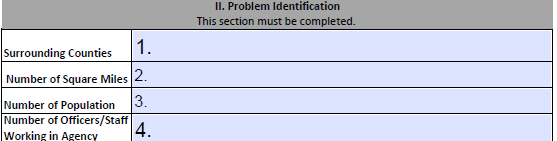 II. Problem Identification
This section must be completed.
Surrounding Counties 1.
Number of Square Miles 2.
Number of Population 3.
Number of Officers/Staff
Working in Agency 4.